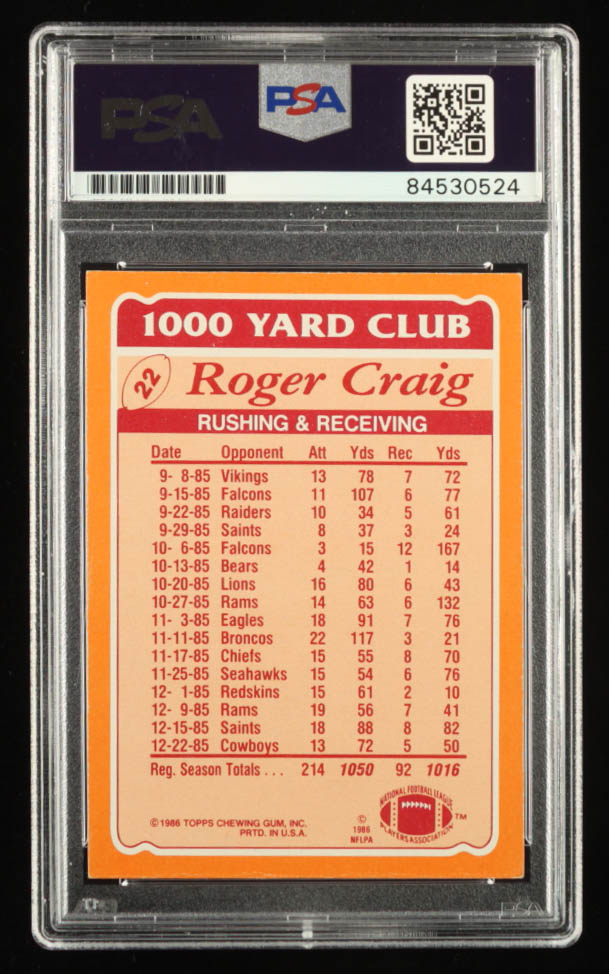 PSA PSA
84530524
1000 YARD CLUB
22 Roger Craig
RUSHING & RECEIVING
Date Opponent Att Yds Rec Yds
9- 8-85 Vikings 13 78 7 72
9-15-85 Falcons 11 107 6 77
9-22-85 Raiders 10 34 5 61
9-29-85 Saints 8 37 3 24
10- 6-85 Falcons 3 15 12 167
10-13-85 Bears 4 42 1 14
10-20-85 Lions 16 80 6 43
10-27-85 Rams 14 63 6 132
11- 3-85 Eagles 18 91 7 76
11-11-85 Broncos 22 117 3 21
11-17-85 Chiefs 15 55 8 70
11-25-85 Seahawks 15 54 6 76
12- 1-85 Redskins 15 61 2 10
12- 9-85 Rams 19 56 7 41
12-15-85 Saints 18 88 8 82
12-22-85 Cowboys 13 72 5 50
Reg. Season Totals . . . 214 1050 92 1016
NATIONAL FOOTBALL LEAGUE
PLAYERS ASSOCIATION TM
© 1986 TOPPS CHEWING GUM, INC.
PRTD. IN U.S.A.
©
1986
NFLPA
PSA